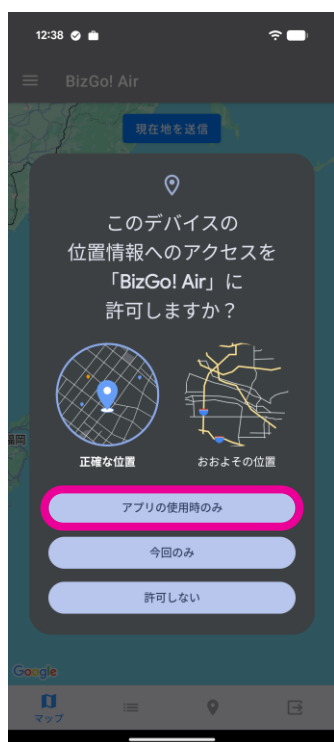 12:38
BizGo! Air
現在地を送信
このデバイスの
位置情報へのアクセスを
「BizGo! Air」に
許可しますか？
正確な位置
おおよその位置
アプリの使用時のみ
今回のみ
許可しない
福岡
Google
マップ